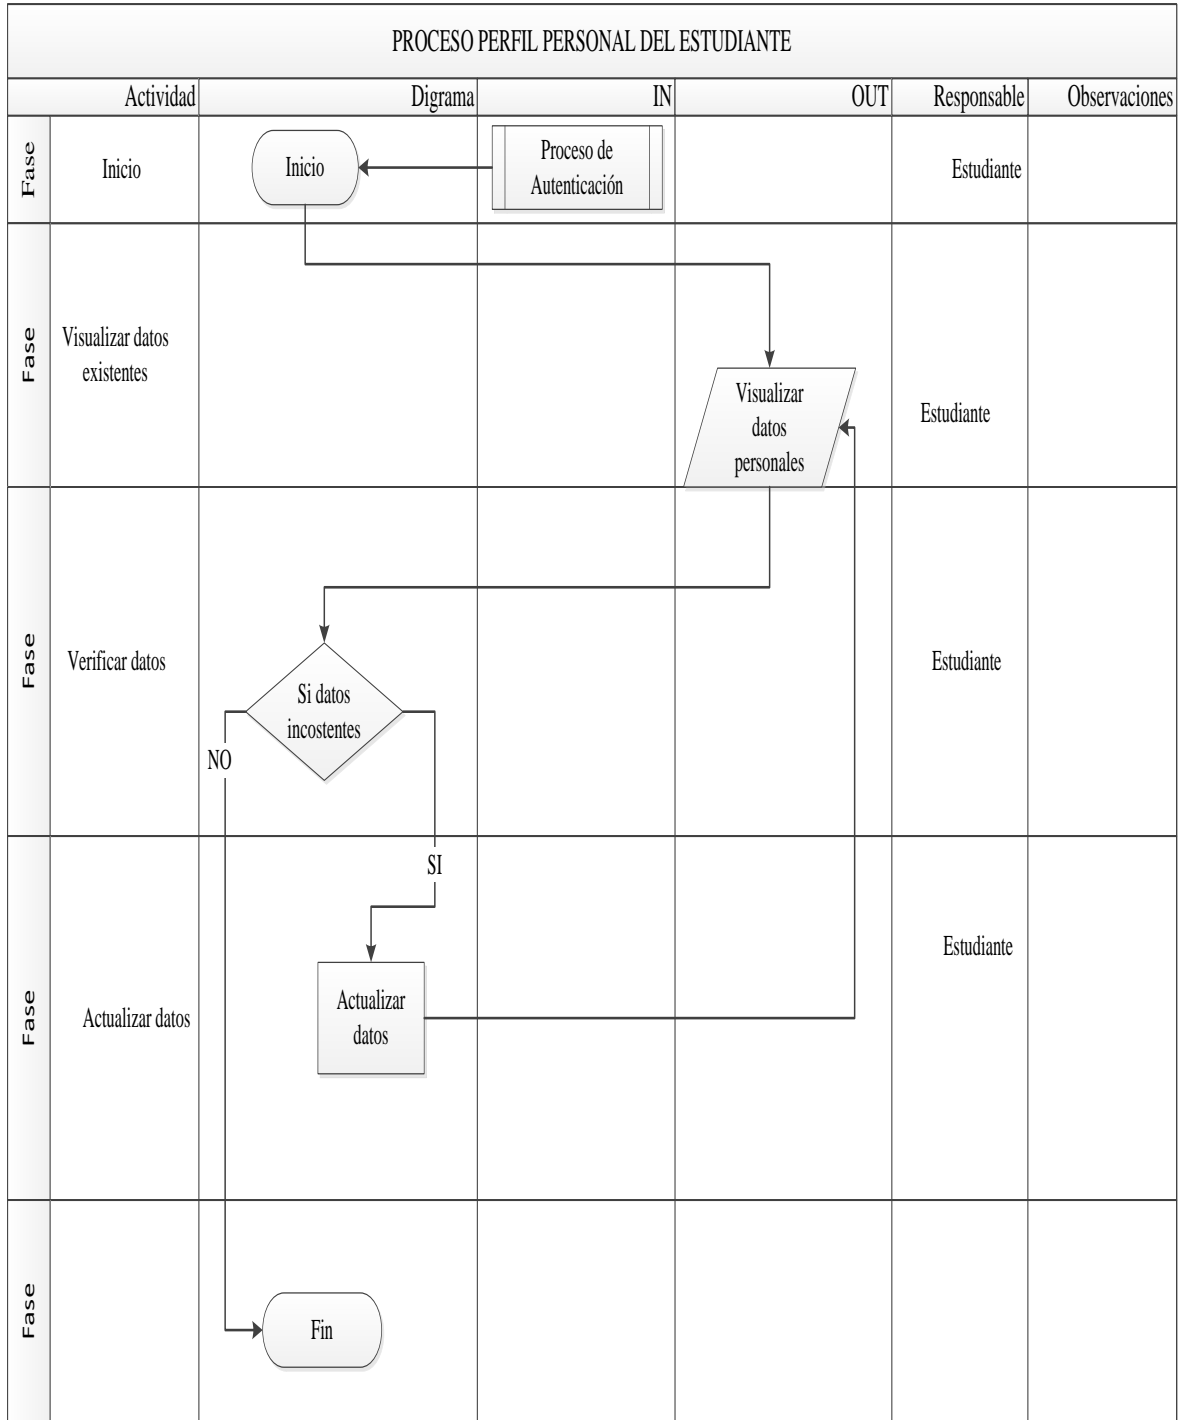 PROCESO PERFIL PERSONAL DEL ESTUDIANTE
Actividad
Digrama
IN
OUT
Responsable
Observaciones
Fase
Inicio
Inicio
Proceso de
Autenticación
Estudiante
Fase
Visualizar datos
existentes
Visualizar
datos
personales
Estudiante
Fase
Verificar datos
Si datos
incostentes
NO
Estudiante
SI
Fase
Actualizar datos
Actualizar
datos
Estudiante
Fase
Fin